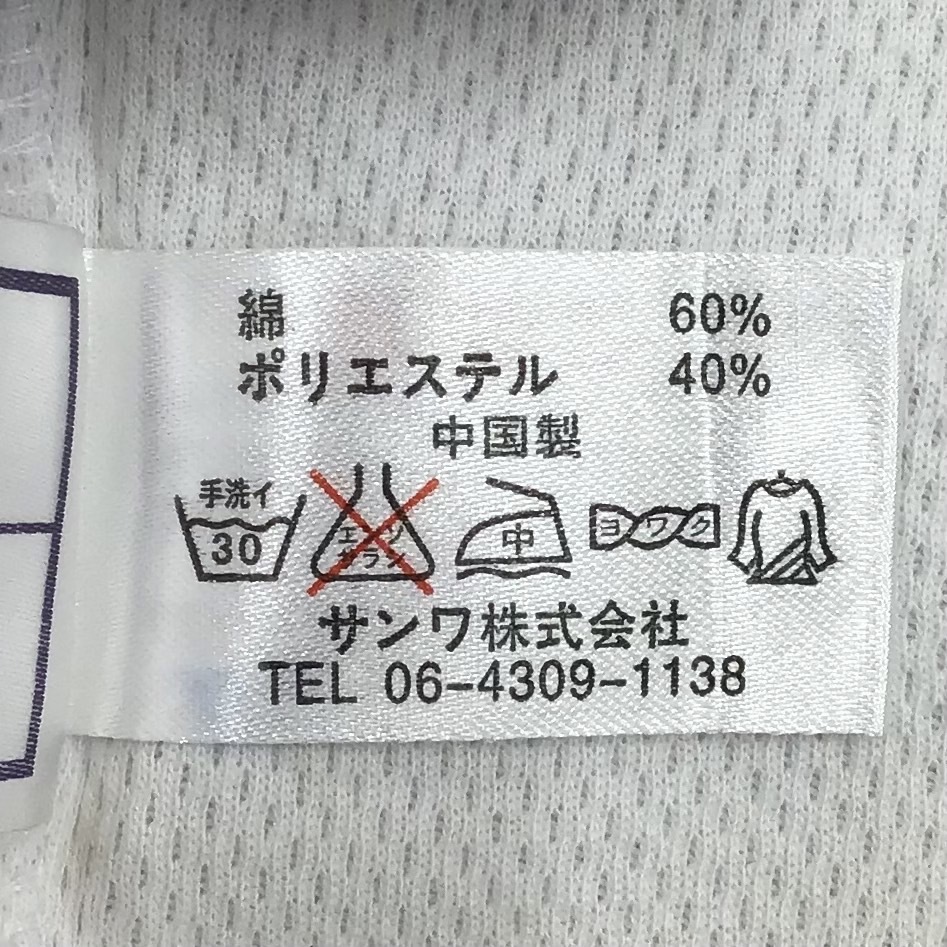 綿 60%
ポリエステル 40%
中国製
手洗イ
30
エンソ
サラシ
中
ヨワク
サンワ株式会社
TEL 06-4309-1138